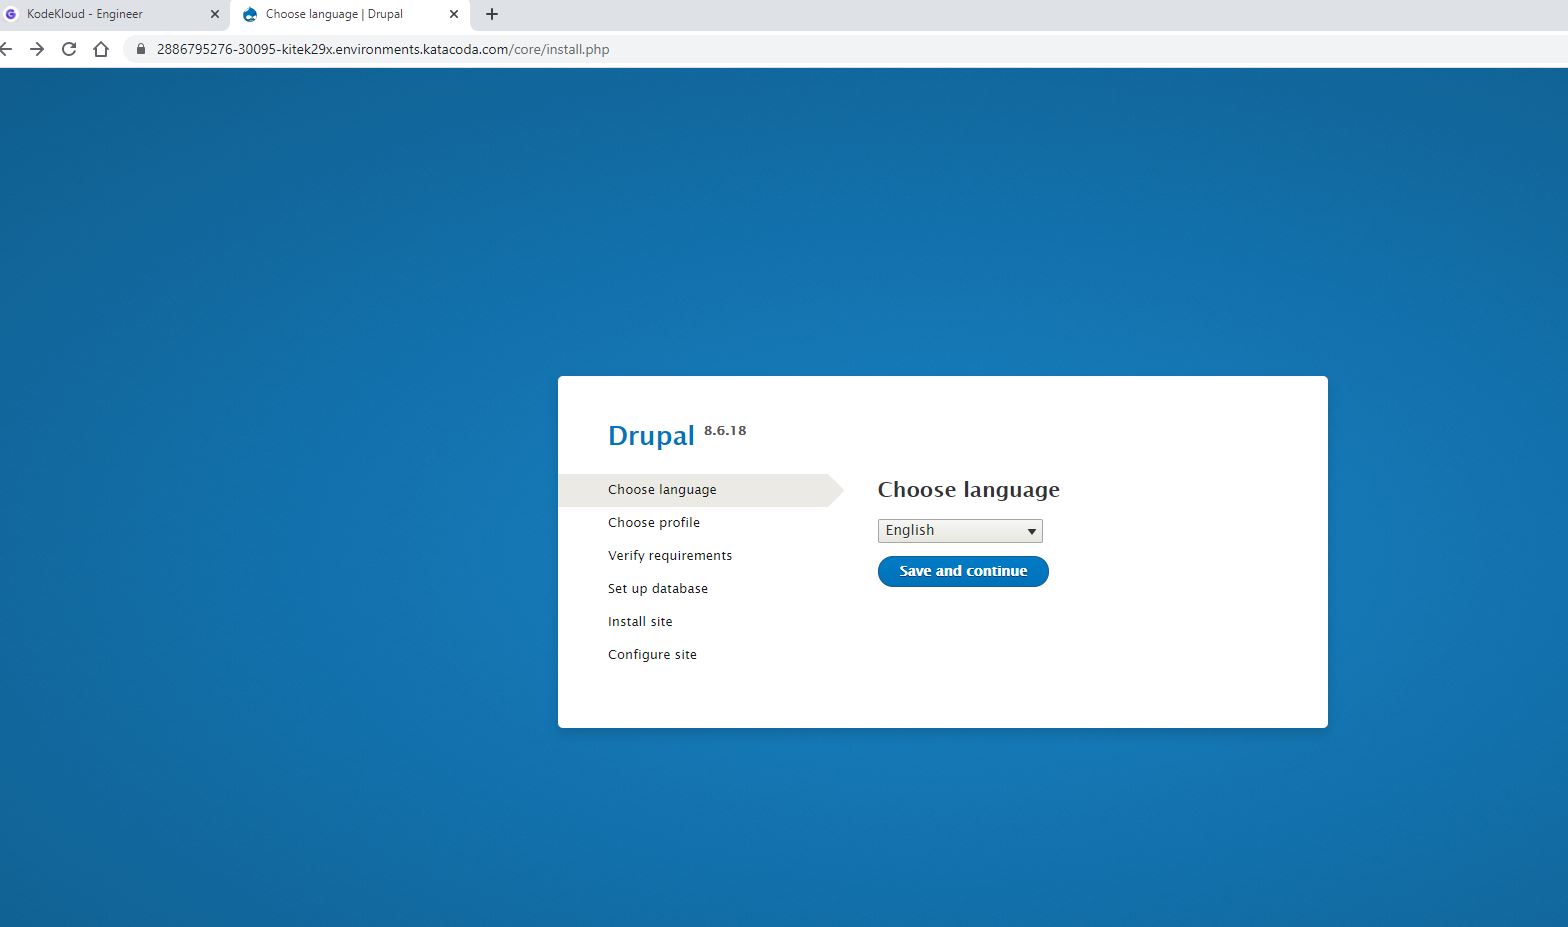 KodeKloud - Engineer
Choose language | Drupal
2886795276-30095-kitek29x.environments.katacoda.com/core/install.php
Drupal 8.6.18
Choose language
Choose profile
Verify requirements
Set up database
Install site
Configure site
Choose language
English
Save and continue